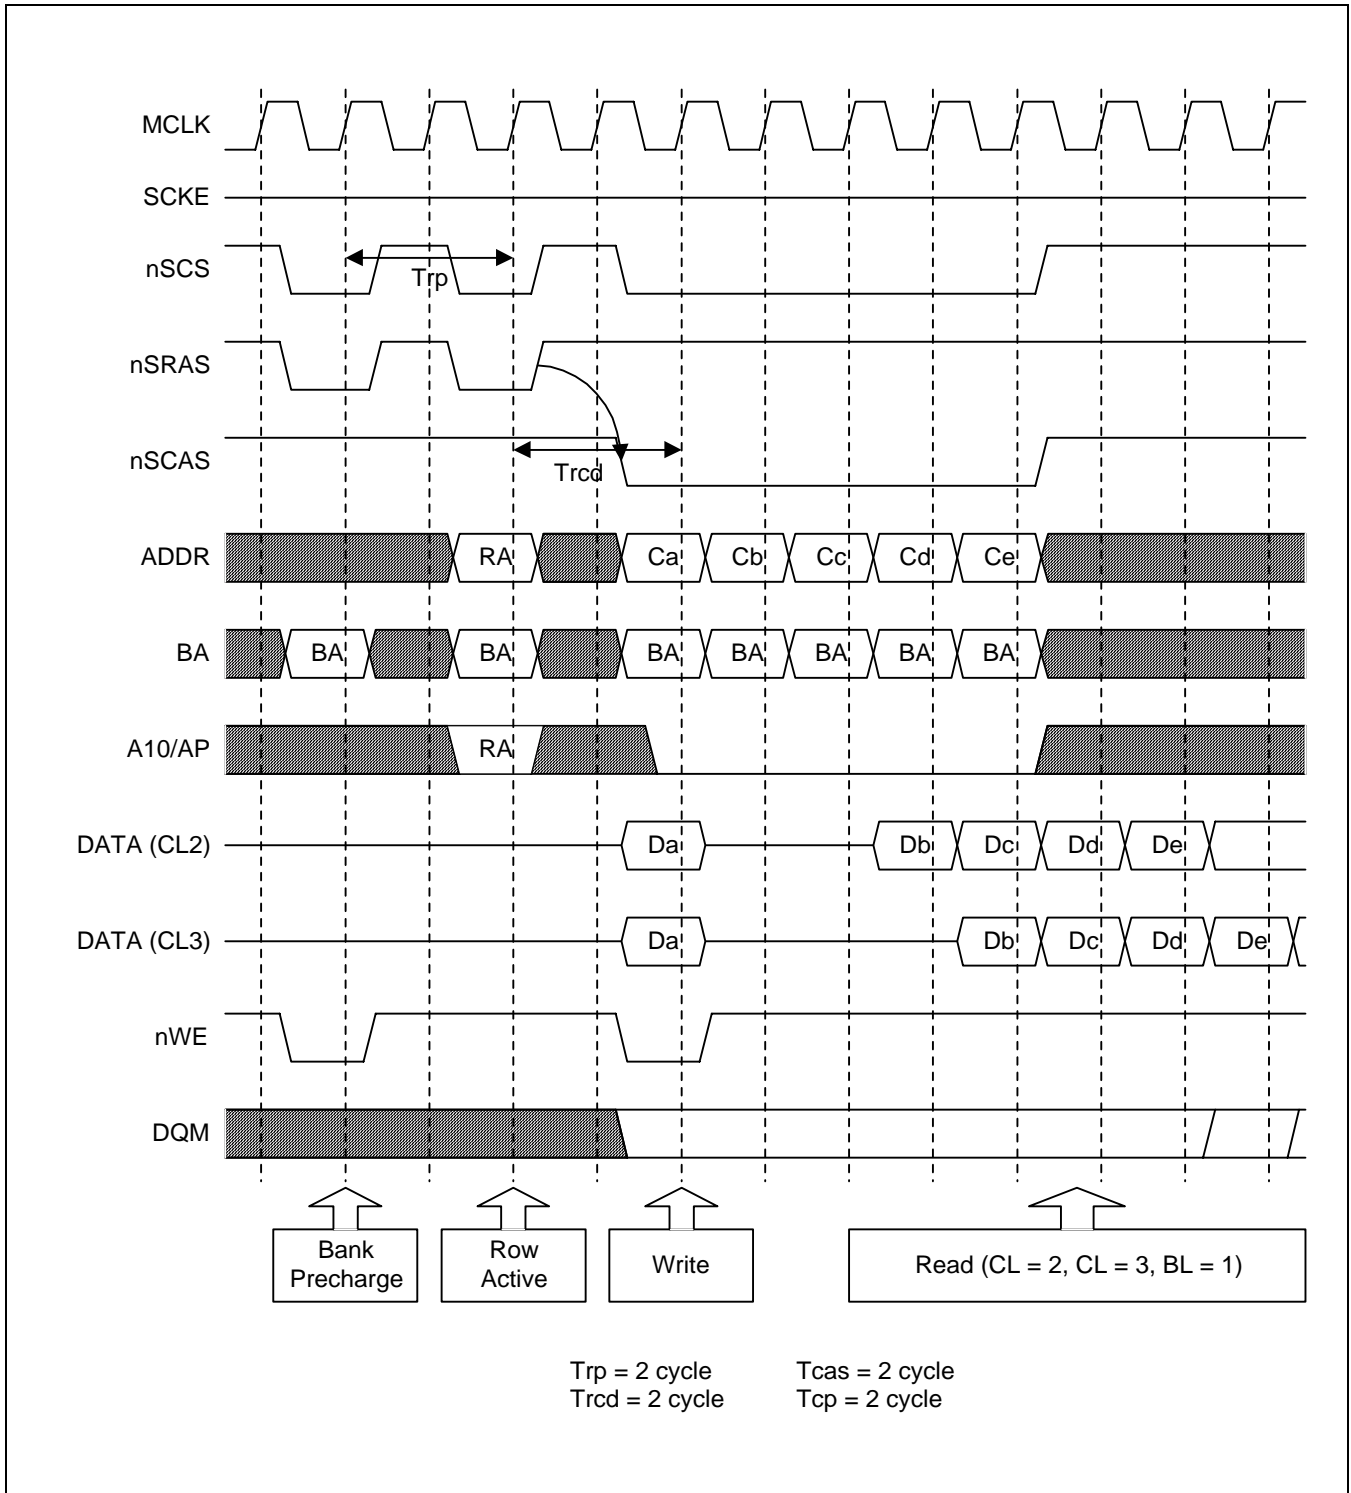 MCLK
SCKE
nSCS
Trp
nSRAS
nSCAS
Trcd
ADDR RA Ca Cb Cc Cd Ce
BA BA BA BA BA BA BA BA
A10/AP RA
DATA (CL2) Da Db Dc Dd De
DATA (CL3) Da Db Dc Dd De
nWE
DQM
Bank Precharge
Row Active
Write
Read (CL = 2, CL = 3, BL = 1)
Trp = 2 cycle Tcas = 2 cycle
Trcd = 2 cycle Tcp = 2 cycle